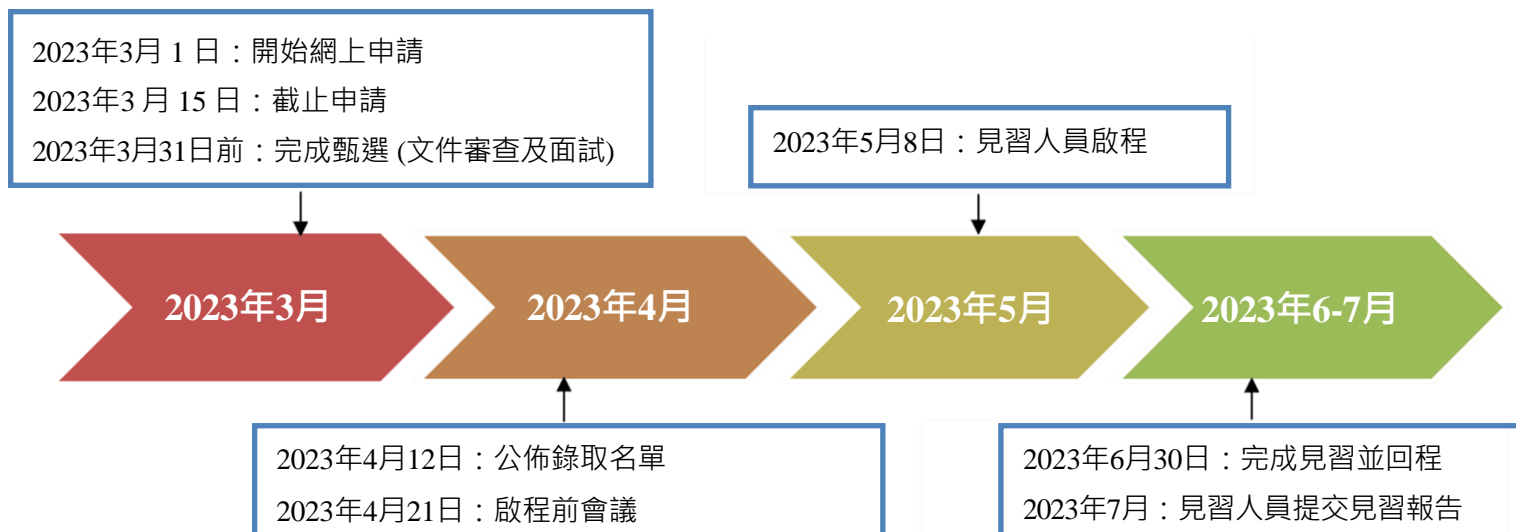 2023年3月 1 日：開始網上申請
2023年3 月 15 日：截止申請
2023年3月31日前：完成甄選 (文件審查及面試)
2023年5月8日：見習人員啟程
2023年3月
2023年4月
2023年5月
2023年6-7月
2023年4月12日：公佈錄取名單
2023年4月21日：啟程前會議
2023年6月30日：完成見習並回程
2023年7月：見習人員提交見習報告